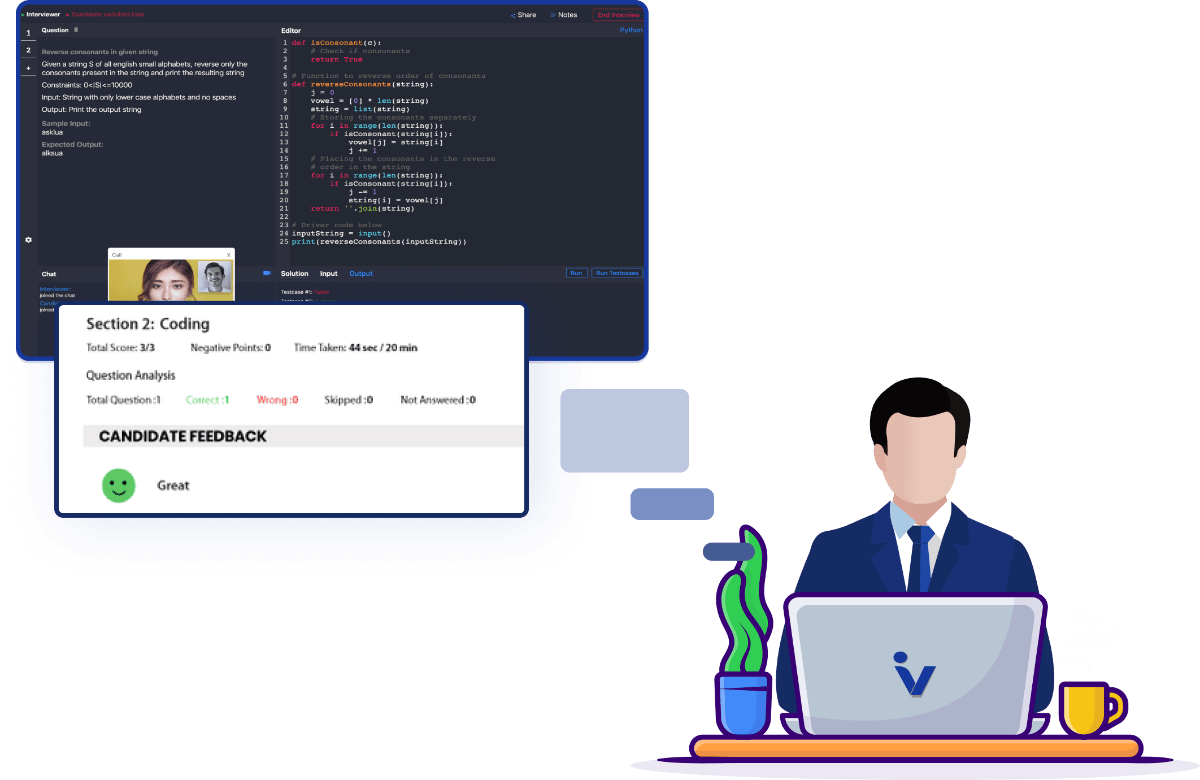 Interviewer
Candidate switched tabs
Share
Notes
End Interview
1
2
+
Question
Reverse consonants in given string
Given a string S of all english small alphabets, reverse only the
consonants present in the string and print the resulting string
Constraints: 0<|S|<=10000
Input: String with only lower case alphabets and no spaces
Output: Print the output string
Sample Input:
asklua
Expected Output:
alksua
Editor
Python
1 def isConsonant(c):
2 # Check if consonants
3 return True
4
5 # Function to reverse order of consonants
6 def reverseConsonants(string):
7 j = 0
8 vowel = [0] * len(string)
9 string = list(string)
10 # Storing the consonants separately
11 for i in range(len(string)):
12 if isConsonant(string[i]):
13 vowel[j] = string[i]
14 j += 1
15 # Placing the consonants in the reverse
16 # order in the string
17 for i in range(len(string)):
18 if isConsonant(string[i]):
19 j -= 1
20 string[i] = vowel[j]
21 return ''.join(string)
22
23 # Driver code below
24 inputString = input()
25 print(reverseConsonants(inputString))
Call
X
Chat
Interviewer:
joined the chat
joined
Solution
Input
Output
Run
Run Testcases
Testcase #1: Failed
Section 2: Coding
Total Score: 3/3 Negative Points: 0 Time Taken: 44 sec / 20 min
Question Analysis
Total Question :1 Correct :1 Wrong :0 Skipped :0 Not Answered :0
CANDIDATE FEEDBACK
Great